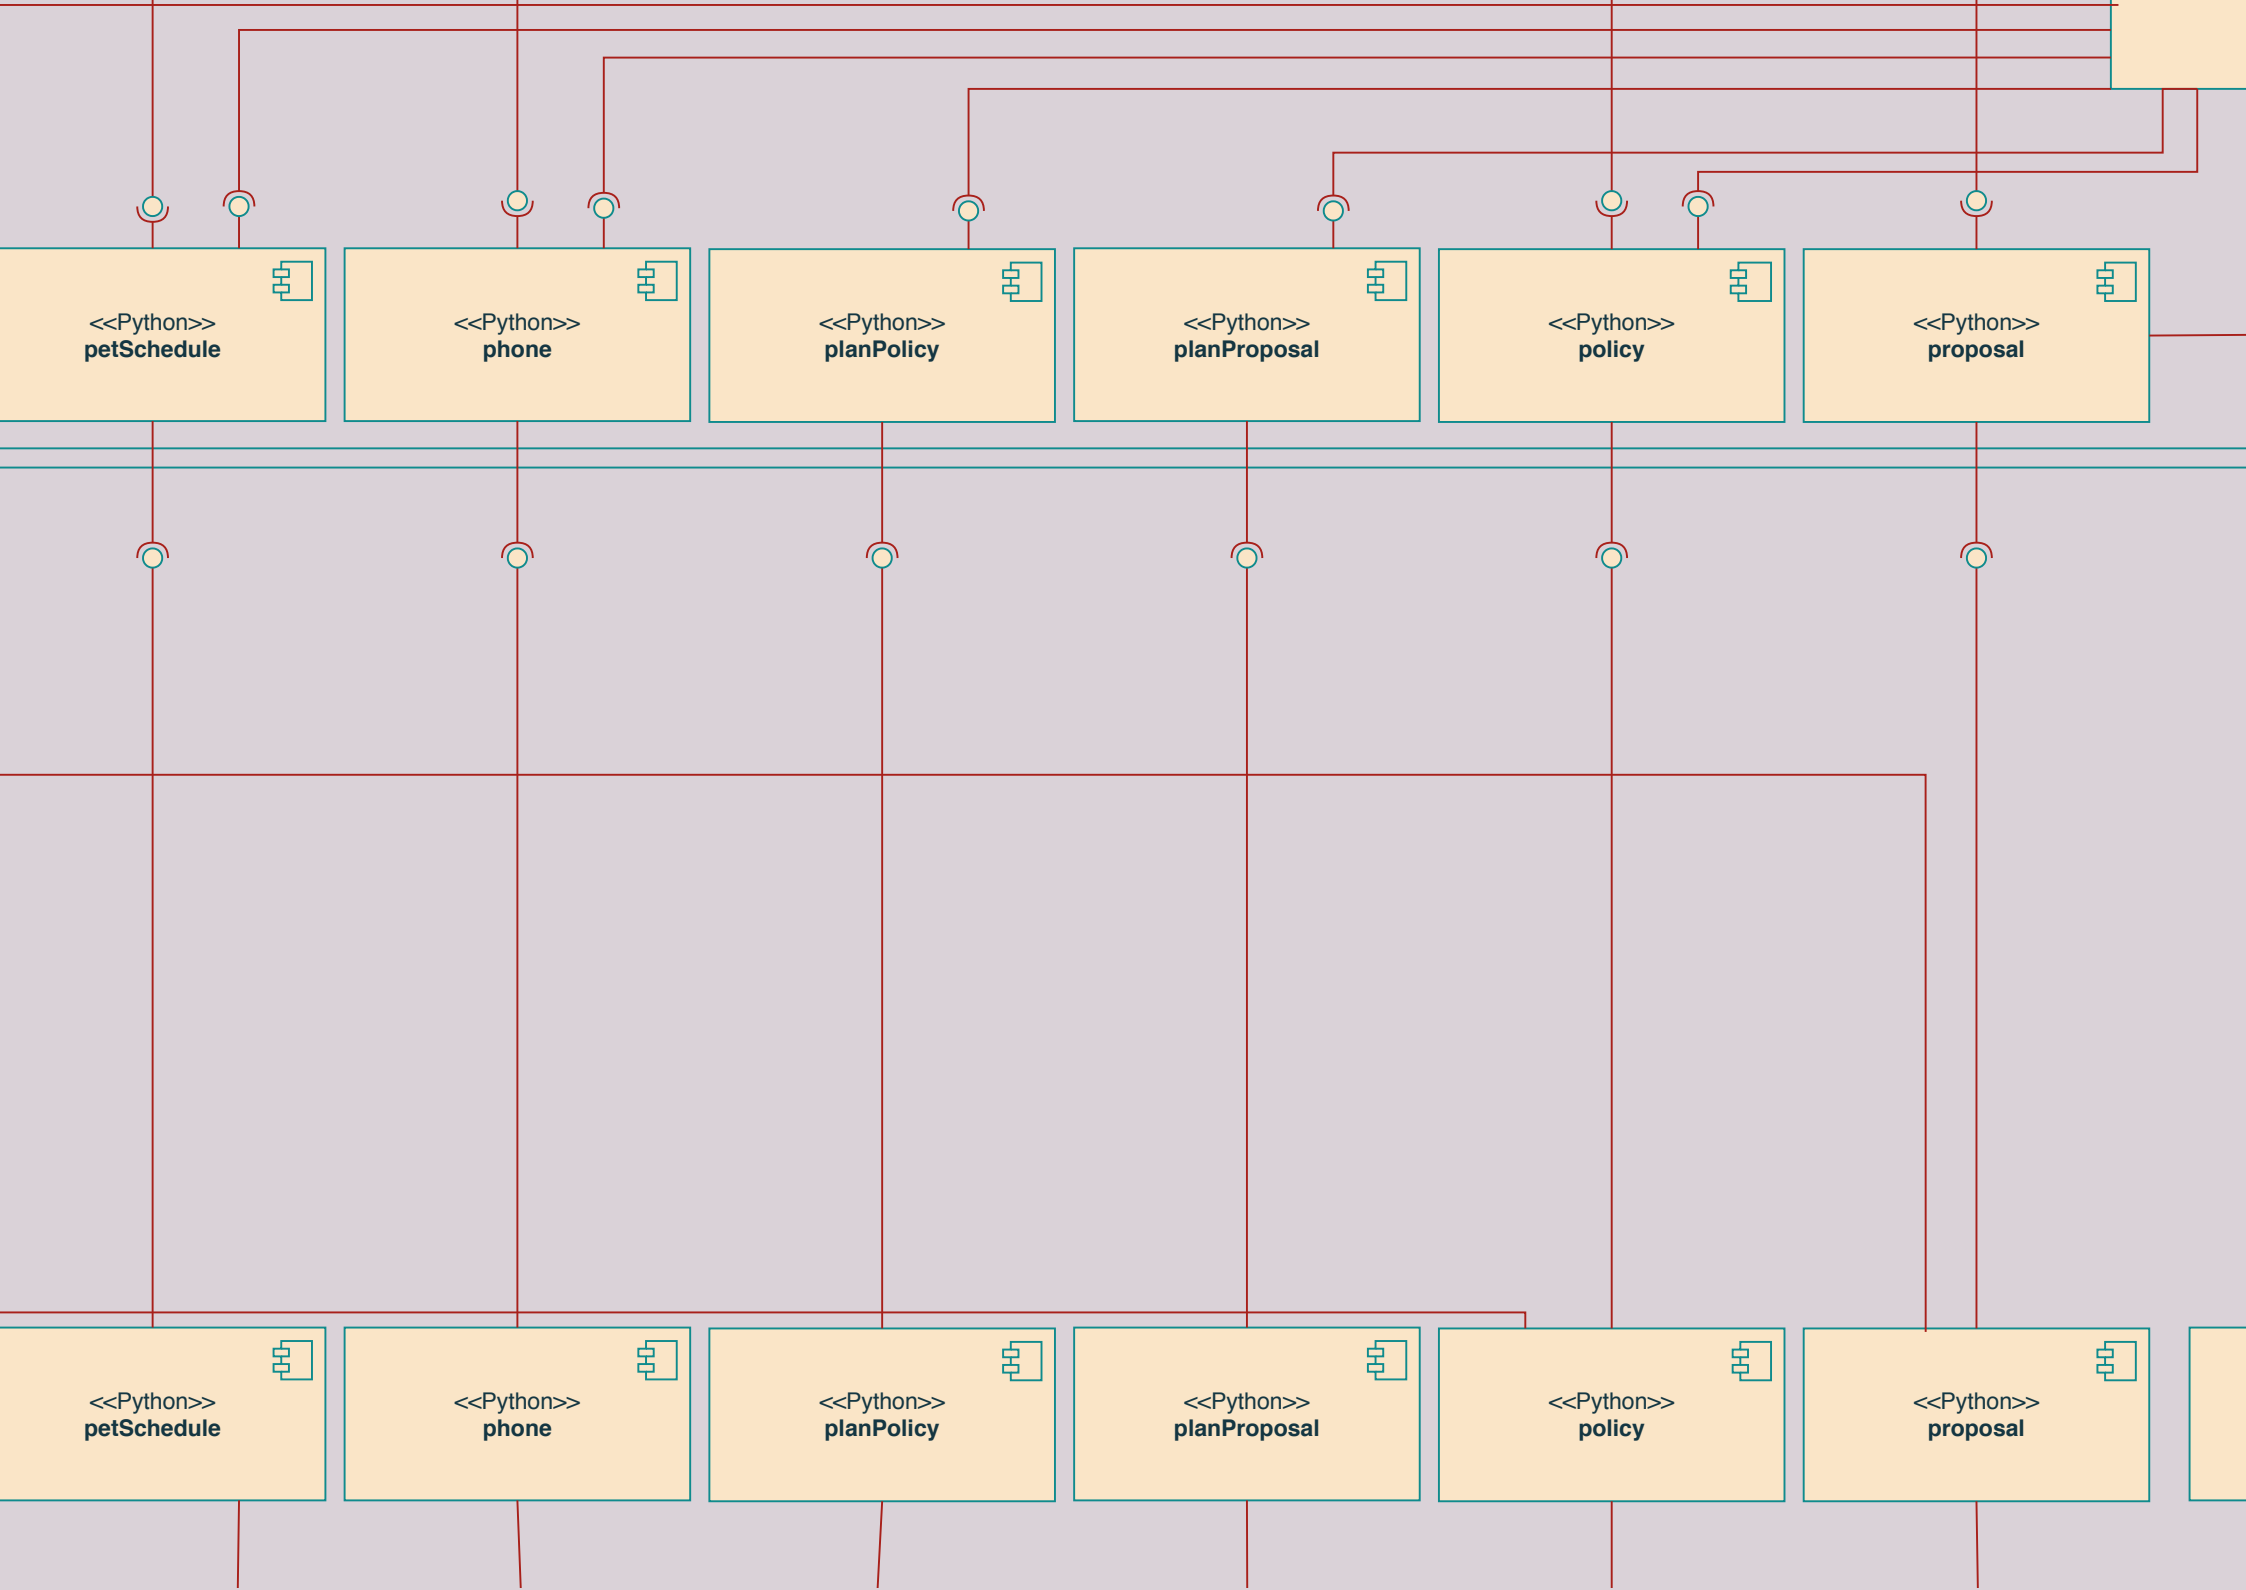 <<Python>>
petSchedule
<<Python>>
phone
<<Python>>
planPolicy
<<Python>>
planProposal
<<Python>>
policy
<<Python>>
proposal
<<Python>>
petSchedule
<<Python>>
phone
<<Python>>
planPolicy
<<Python>>
planProposal
<<Python>>
policy
<<Python>>
proposal